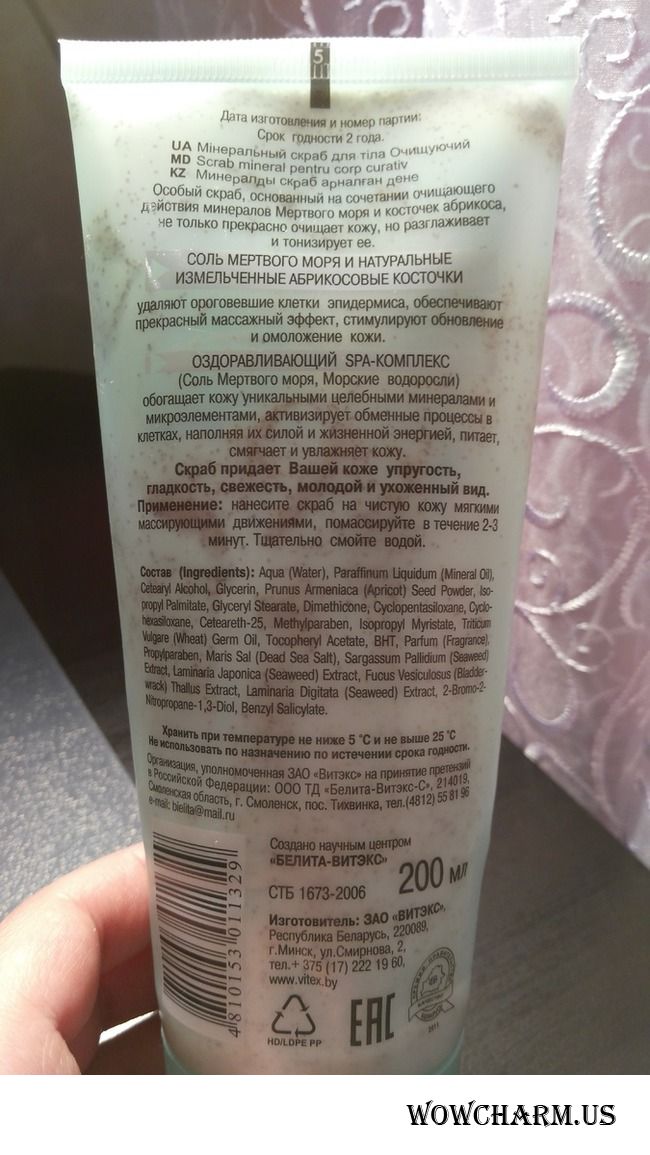 Дата изготовления и номер партии:
Срок годности 2 года.
UA Мінеральный скраб для тіла Очищуючий
MD Scrab mineral pentru corp curativ
KZ Минералды скраб арналган дене
Особый скраб, основанный на сочетании очищающего
действия минералов Мертвого моря и косточек абрикоса,
не только прекрасно очищает кожу, но разглаживает
и тонизирует ее.
СОЛЬ МЕРТВОГО МОРЯ И НАТУРАЛЬНЫЕ
ИЗМЕЛЬЧЕННЫЕ АБРИКОСОВЫЕ КОСТОЧКИ
удаляют ороговевшие клетки эпидермиса, обеспечивают
прекрасный массажный эффект, стимулируют обновление
и омоложение кожи.
ОЗДОРАВЛИВАЮЩИЙ SPA-КОМПЛЕКС
(Соль Мертвого моря, Морские водоросли)
обогащает кожу уникальными целебными минералами и
микроэлементами, активизирует обменные процессы в
клетках, наполняя их силой и жизненной энергией, питает,
смягчает и увлажняет кожу.
Скраб придает Вашей коже упругость,
гладкость, свежесть, молодой и ухоженный вид.
Применение: нанесите скраб на чистую кожу мягкими
массирующими движениями, помассируйте в течение 2-3
минут. Тщательно смойте водой.
Состав (Ingredients): Aqua (Water), Paraffinum Liquidum (Mineral Oil),
Cetearyl Alcohol, Glycerin, Prunus Armeniaca (Apricot) Seed Powder, Iso-
propyl Palmitate, Glyceryl Stearate, Dimethicone, Cyclopentasiloxane, Cyclo-
hexasiloxane, Ceteareth-25, Methylparaben, Isopropyl Myristate, Triticum
Vulgare (Wheat) Germ Oil, Tocopheryl Acetate, BHT, Parfum (Fragrance),
Propylparaben, Maris Sal (Dead Sea Salt), Sargassum Pallidium (Seaweed)
Extract, Laminaria Japonica (Seaweed) Extract, Fucus Vesiculosus (Bladder-
wrack) Thallus Extract, Laminaria Digitata (Seaweed) Extract, 2-Bromo-2-
Nitropropane-1,3-Diol, Benzyl Salicylate.
Хранить при температуре не ниже 5 °C и не выше 25 °C
Не использовать по назначению по истечении срока годности.
Организация, уполномоченная ЗАО «Витэкс» на принятие претензий
в Российской Федерации: ООО ТД «Белита-Витэкс-С», 214019,
Смоленская область, г. Смоленск, пос. Тихвинка, тел.(4812) 55 81 96
e-mail: bielita@mail.ru
Создано научным центром
«БЕЛИТА-ВИТЭКС»
СТБ 1673-2006
200 мл
Изготовитель: ЗАО «ВИТЭКС»,
Республика Беларусь, 220089,
г.Минск, ул.Смирнова, 2,
тел.+ 375 (17) 222 19 60,
www.vitex.by
4 810153 011329
HD/LDPE PP
EAC
2011
WOWCHARM.US